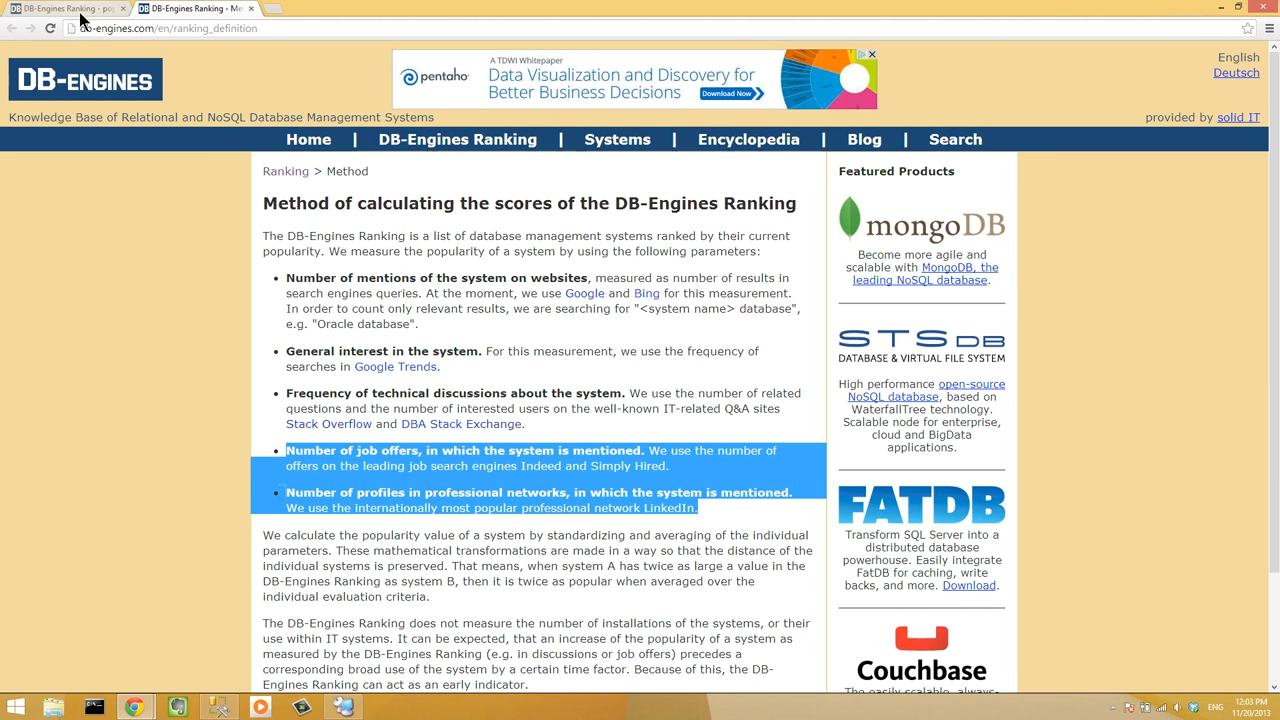 DB-Engines Ranking - pop
DB-Engines Ranking - Met
db-engines.com/en/ranking_definition
DB-ENGINES
A TDWI Whitepaper
pentaho
Data Visualization and Discovery for
Better Business Decisions
Download Now
English
Deutsch
Knowledge Base of Relational and NoSQL Database Management Systems
provided by solid IT
Home | DB-Engines Ranking | Systems | Encyclopedia | Blog | Search
Ranking > Method
Method of calculating the scores of the DB-Engines Ranking
The DB-Engines Ranking is a list of database management systems ranked by their current
popularity. We measure the popularity of a system by using the following parameters:
• Number of mentions of the system on websites, measured as number of results in
search engines queries. At the moment, we use Google and Bing for this measurement.
In order to count only relevant results, we are searching for "<system name> database",
e.g. "Oracle database".
• General interest in the system. For this measurement, we use the frequency of
searches in Google Trends.
• Frequency of technical discussions about the system. We use the number of related
questions and the number of interested users on the well-known IT-related Q&A sites
Stack Overflow and DBA Stack Exchange.
• Number of job offers, in which the system is mentioned. We use the number of
offers on the leading job search engines Indeed and Simply Hired.
• Number of profiles in professional networks, in which the system is mentioned.
We use the internationally most popular professional network LinkedIn.
We calculate the popularity value of a system by standardizing and averaging of the individual
parameters. These mathematical transformations are made in a way so that the distance of the
individual systems is preserved. That means, when system A has twice as large a value in the
DB-Engines Ranking as system B, then it is twice as popular when averaged over the
individual evaluation criteria.
The DB-Engines Ranking does not measure the number of installations of the systems, or their
use within IT systems. It can be expected, that an increase of the popularity of a system as
measured by the DB-Engines Ranking (e.g. in discussions or job offers) precedes a
corresponding broad use of the system by a certain time factor. Because of this, the DB-
Engines Ranking can act as an early indicator.
Featured Products
mongoDB
Become more agile and
scalable with MongoDB, the
leading NoSQL database.
STSDB
DATABASE & VIRTUAL FILE SYSTEM
High performance open-source
NoSQL database, based on
WaterfallTree technology.
Scalable node for enterprise,
cloud and BigData
applications.
FATDB
Transform SQL Server into a
distributed database
powerhouse. Easily integrate
FatDB for caching, write
backs, and more. Download.
Couchbase
The easily scalable, always-
ENG
12:03 PM
11/20/2013